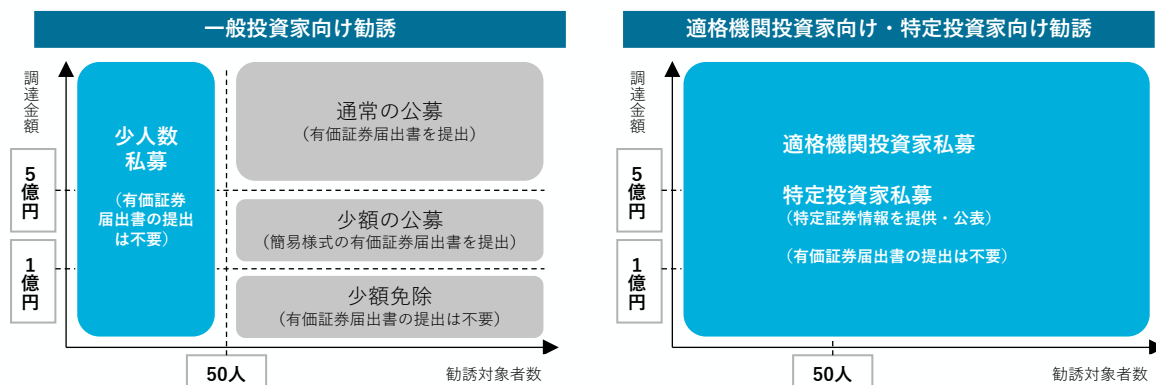 一般投資家向け勧誘
調達金額
少人数
私募
（有価証券
届出書の提出
は不要）
通常の公募
（有価証券届出書を提出）
5億円
少額の公募
（簡易様式の有価証券届出書を提出）
1億円
少額免除
（有価証券届出書の提出は不要）
50人
勧誘対象者数
適格機関投資家向け・特定投資家向け勧誘
調達金額
適格機関投資家私募
5億円
特定投資家私募
（特定証券情報を提供・公表）
（有価証券届出書の提出は不要）
1億円
50人
勧誘対象者数